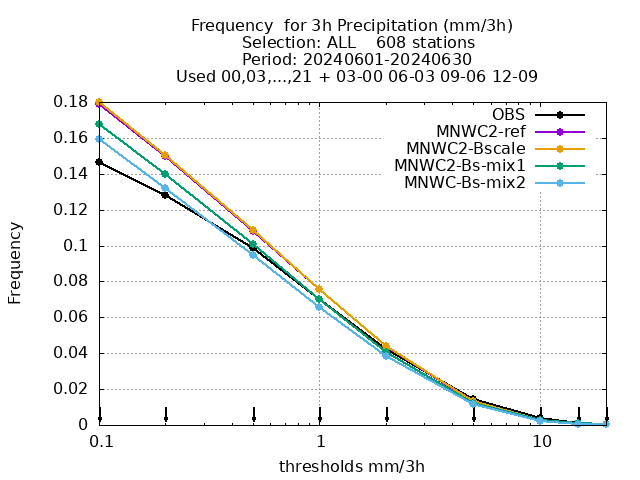 Frequency  for 3h Precipitation (mm/3h)
Selection: ALL    608 stations
Period: 20240601-20240630
Used 00,03,...,21 + 03-00 06-03 09-06 12-09
OBS
MNWC2-ref
MNWC2-Bscale
MNWC2-Bs-mix1
MNWC-Bs-mix2
Frequency
0.18
0.16
0.14
0.12
0.1
0.08
0.06
0.04
0.02
0
0.1
1
10
thresholds mm/3h